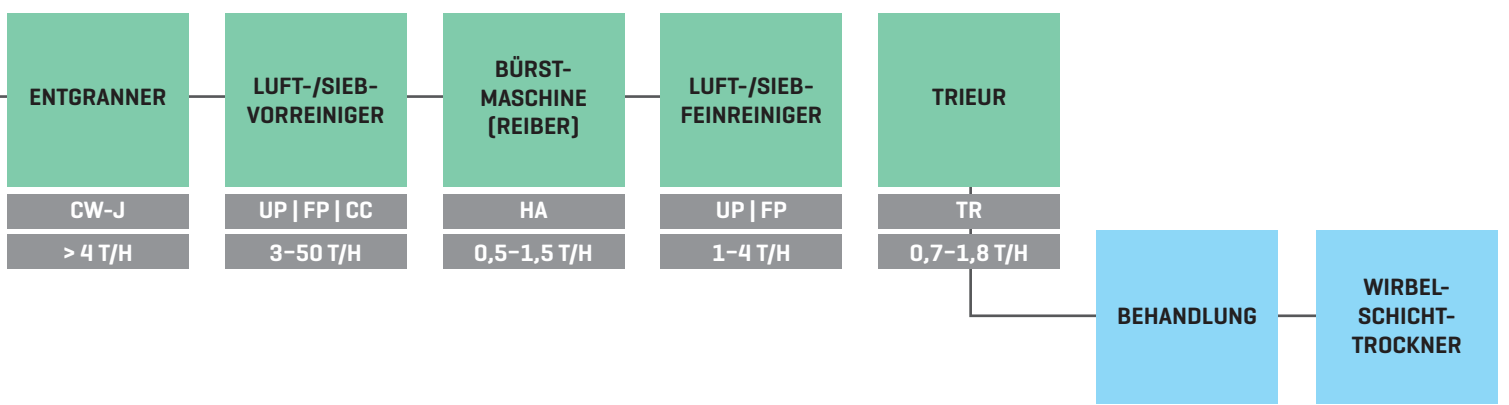 ENTGRANNER
CW-J
> 4 T/H
LUFT-/SIEB-
VORREINIGER
UP | FP | CC
3–50 T/H
BÜRST-
MASCHINE
(REIBER)
HA
0,5–1,5 T/H
LUFT-/SIEB-
FEINREINIGER
UP | FP
1–4 T/H
TRIEUR
TR
0,7–1,8 T/H
BEHANDLUNG
WIRBEL-
SCHICHT-
TROCKNER